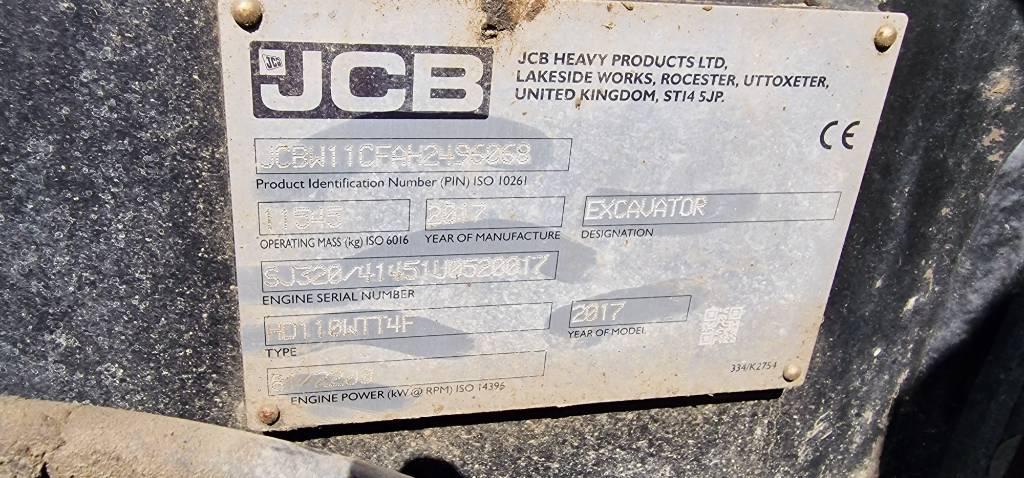 JCB
JCB HEAVY PRODUCTS LTD,
LAKESIDE WORKS, ROCESTER, UTTOXETER,
UNITED KINGDOM, ST14 5JP.
CE
JCBW11CFAH2496068
Product Identification Number (PIN) ISO 10261
11545 2017 EXCAVATOR
OPERATING MASS (kg) ISO 6016 YEAR OF MANUFACTURE DESIGNATION
SJ320/41451U0520017
ENGINE SERIAL NUMBER
2017
TYPE YEAR OF MODEL
334/K2754
ENGINE POWER (kW @ RPM) ISO 14396